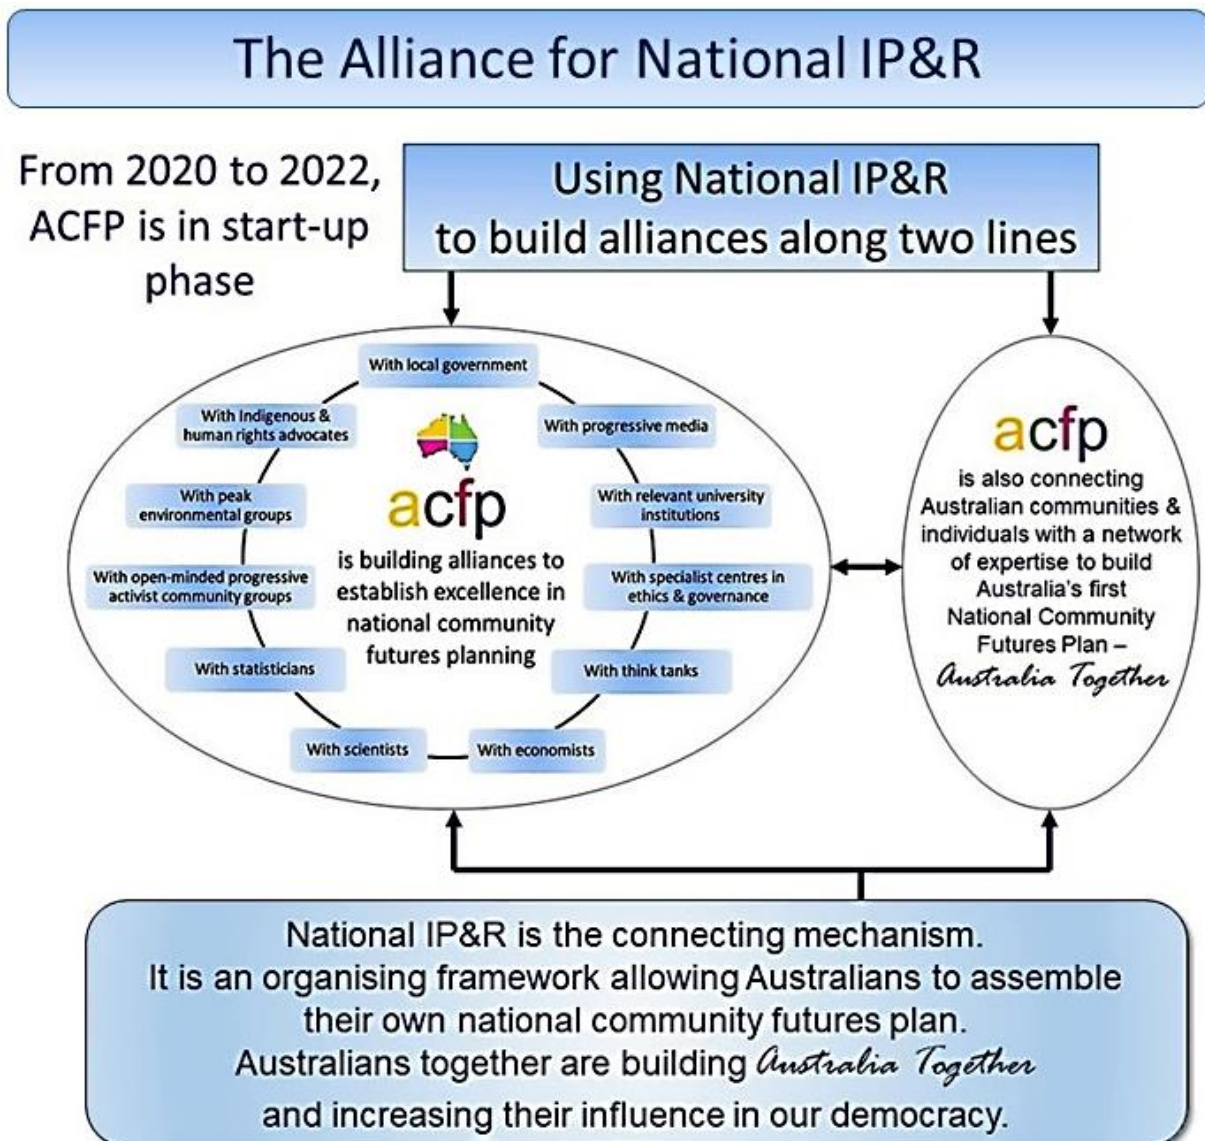 The Alliance for National IP&R
From 2020 to 2022,
ACFP is in start-up
phase
Using National IP&R
to build alliances along two lines
With local government
With progressive media
With relevant university
institutions
With specialist centres in
ethics & governance
With think tanks
With economists
With scientists
With statisticians
With open-minded progressive
activist community groups
With peak
environmental groups
With Indigenous &
human rights advocates
acfp
is building alliances to
establish excellence in
national community
futures planning
acfp
is also connecting
Australian communities &
individuals with a network
of expertise to build
Australia's first
National Community
Futures Plan –
Australia Together
National IP&R is the connecting mechanism.
It is an organising framework allowing Australians to assemble
their own national community futures plan.
Australians together are building Australia Together
and increasing their influence in our democracy.